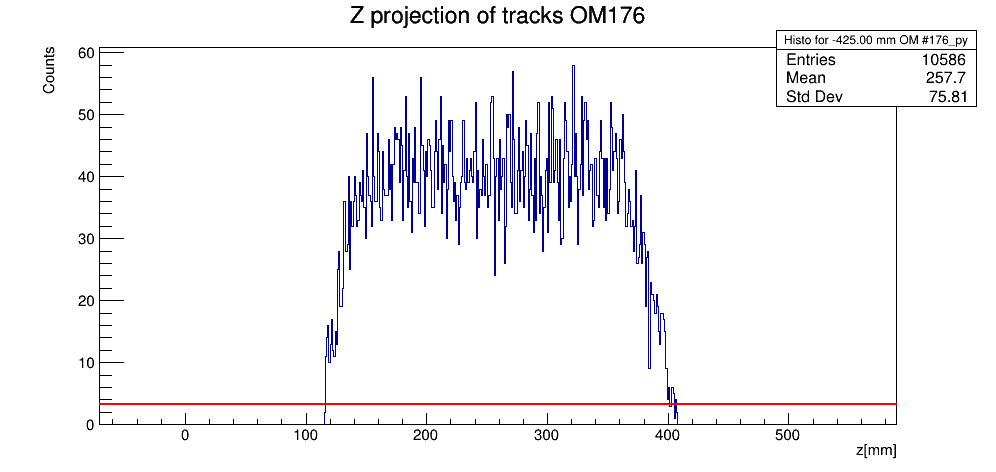 Z projection of tracks OM176
Histo for -425.00 mm OM #176_py
Entries 10586
Mean 257.7
Std Dev 75.81
Counts
60
50
40
30
20
10
0
0 100 200 300 400 500
z[mm]